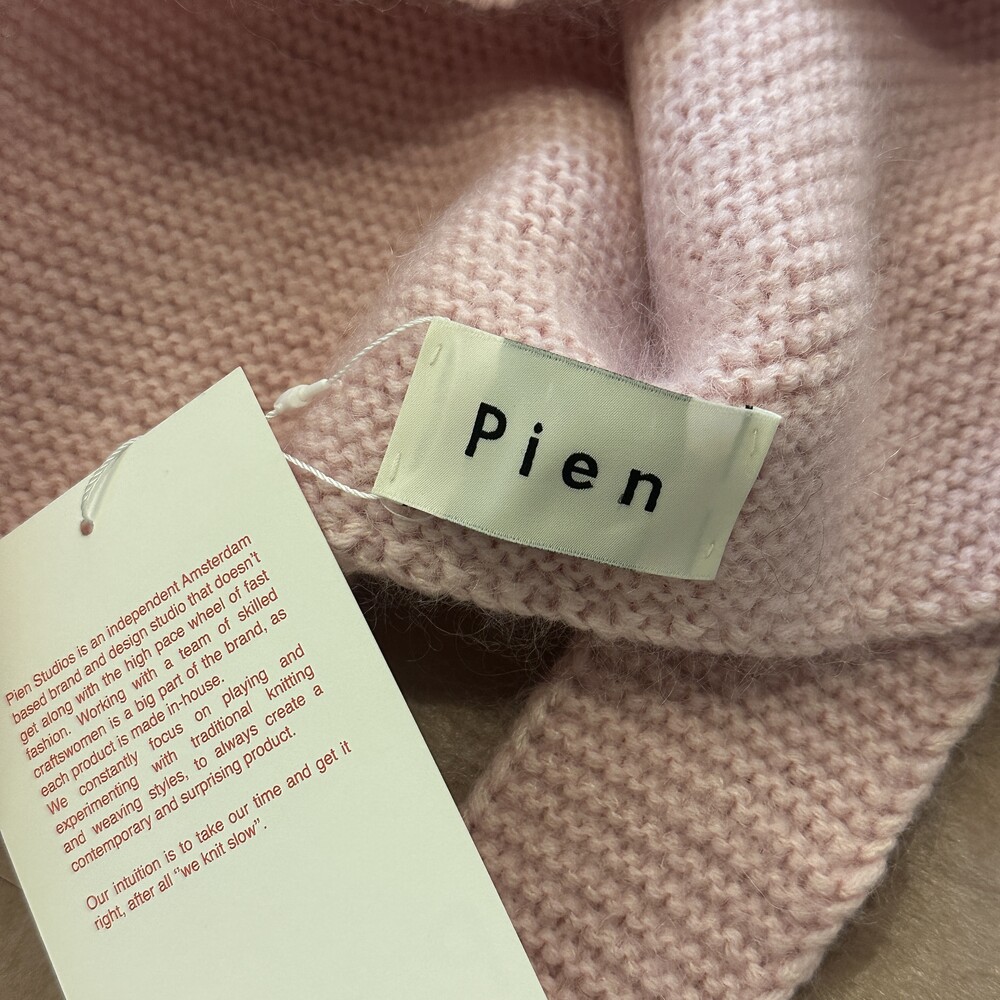 Pien
Pien Studios is an independent Amsterdam
based brand and design studio that doesn't
get along with the high pace wheel of fast
fashion. Working with a team of skilled
craftswomen is a big part of the brand, as
each product is made in-house.
We constantly focus on playing and
experimenting with traditional knitting
and weaving styles, to always create a
contemporary and surprising product.
Our intuition is to take our time and get it
right, after all "we knit slow".